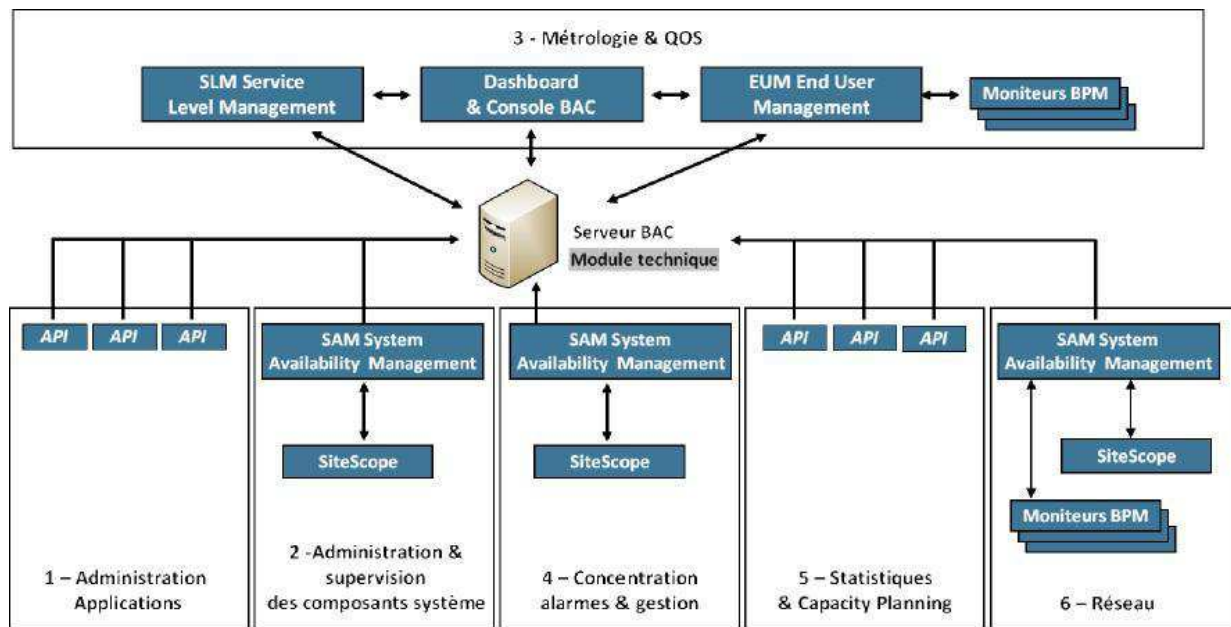 3 - Métrologie & QOS
SLM Service
Level Management
Dashboard
& Console BAC
EUM End User
Management
Moniteurs BPM
Serveur BAC
Module technique
API
API
API
SAM System
Availability Management
SiteScope
SAM System
Availability Management
SiteScope
API
API
API
SAM System
Availability Management
SiteScope
Moniteurs BPM
1 – Administration
Applications
2 -Administration &
supervision
des composants système
4 – Concentration
alarmes & gestion
5 – Statistiques
& Capacity Planning
6 – Réseau